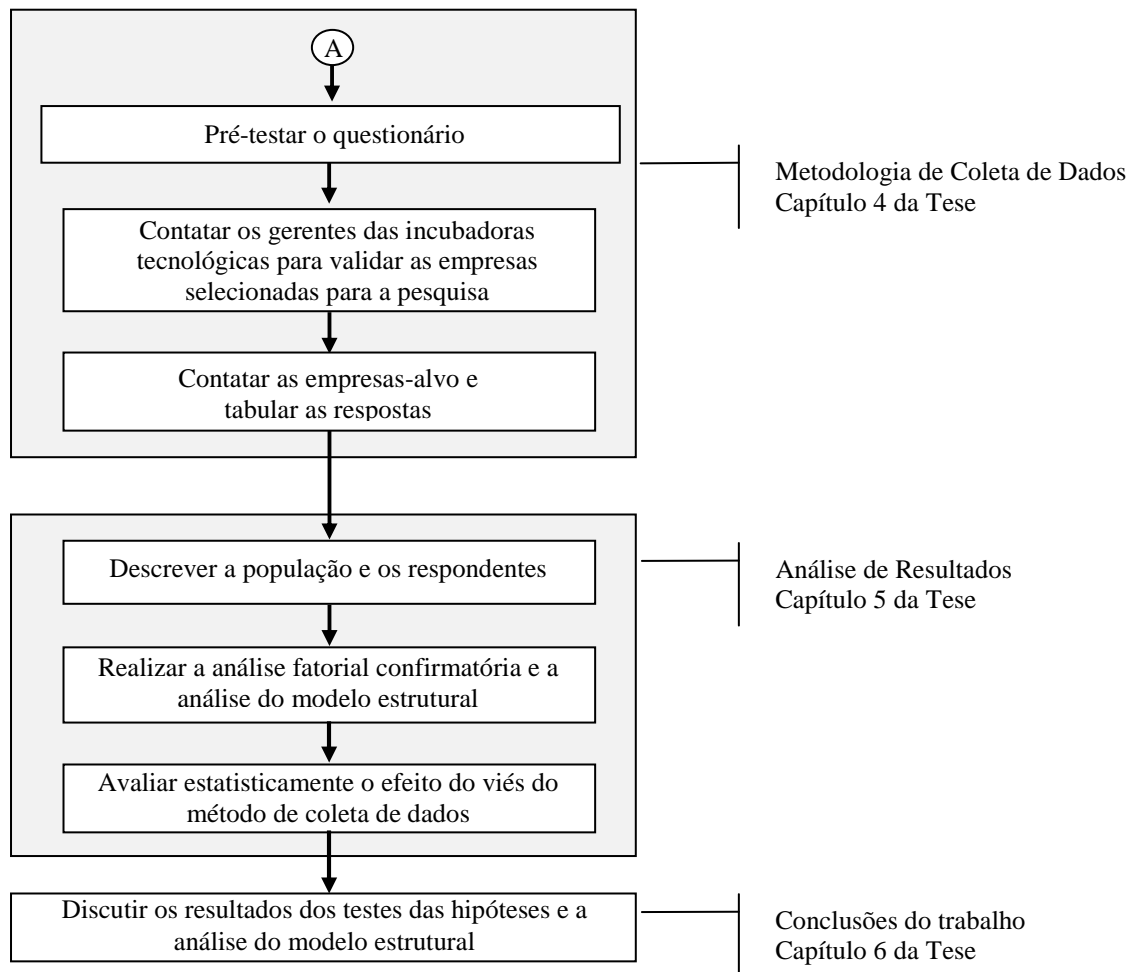 A
Pré-testar o questionário
Metodologia de Coleta de Dados
Capítulo 4 da Tese
Contatar os gerentes das incubadoras
tecnológicas para validar as empresas
selecionadas para a pesquisa
Contatar as empresas-alvo e
tabular as respostas
Descrever a população e os respondentes
Análise de Resultados
Capítulo 5 da Tese
Realizar a análise fatorial confirmatória e a
análise do modelo estrutural
Avaliar estatisticamente o efeito do viés do
método de coleta de dados
Discutir os resultados dos testes das hipóteses e a
análise do modelo estrutural
Conclusões do trabalho
Capítulo 6 da Tese